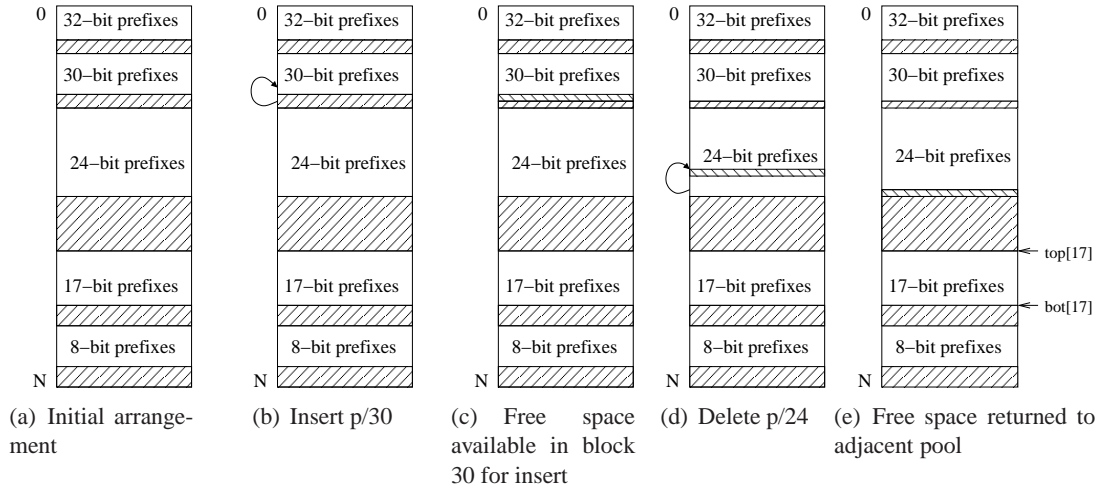 0
32−bit prefixes
30−bit prefixes
24−bit prefixes
17−bit prefixes
8−bit prefixes
N
(a) Initial arrange-
ment
0
32−bit prefixes
30−bit prefixes
24−bit prefixes
17−bit prefixes
8−bit prefixes
N
(b) Insert p/30
0
32−bit prefixes
30−bit prefixes
24−bit prefixes
17−bit prefixes
8−bit prefixes
N
(c) Free space
available in block
30 for insert
0
32−bit prefixes
30−bit prefixes
24−bit prefixes
17−bit prefixes
8−bit prefixes
N
(d) Delete p/24
0
32−bit prefixes
30−bit prefixes
24−bit prefixes
top[17]
17−bit prefixes
bot[17]
8−bit prefixes
N
(e) Free space returned to
adjacent pool